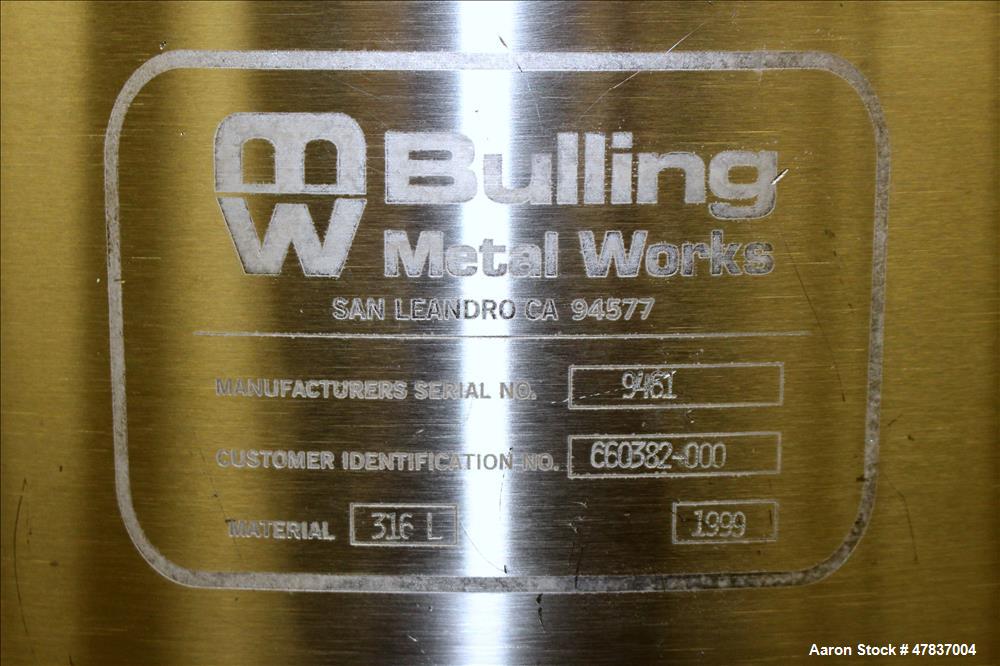 BW
Bulling
Metal Works
SAN LEANDRO CA 94577
MANUFACTURERS SERIAL NO. 9461
CUSTOMER IDENTIFICATION NO. 660382-000
MATERIAL 316 L 1999
Aaron Stock # 47837004